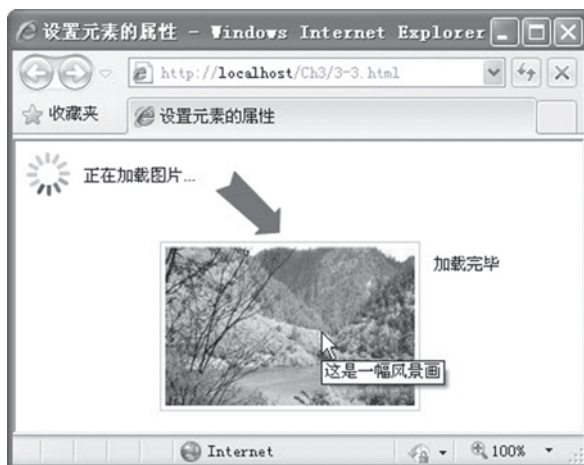 设置元素的属性 - Windows Internet Explorer
http://localhost/Ch3/3-3.html
收藏夹
设置元素的属性
正在加载图片...
加载完毕
这是一幅风景画
Internet
100%